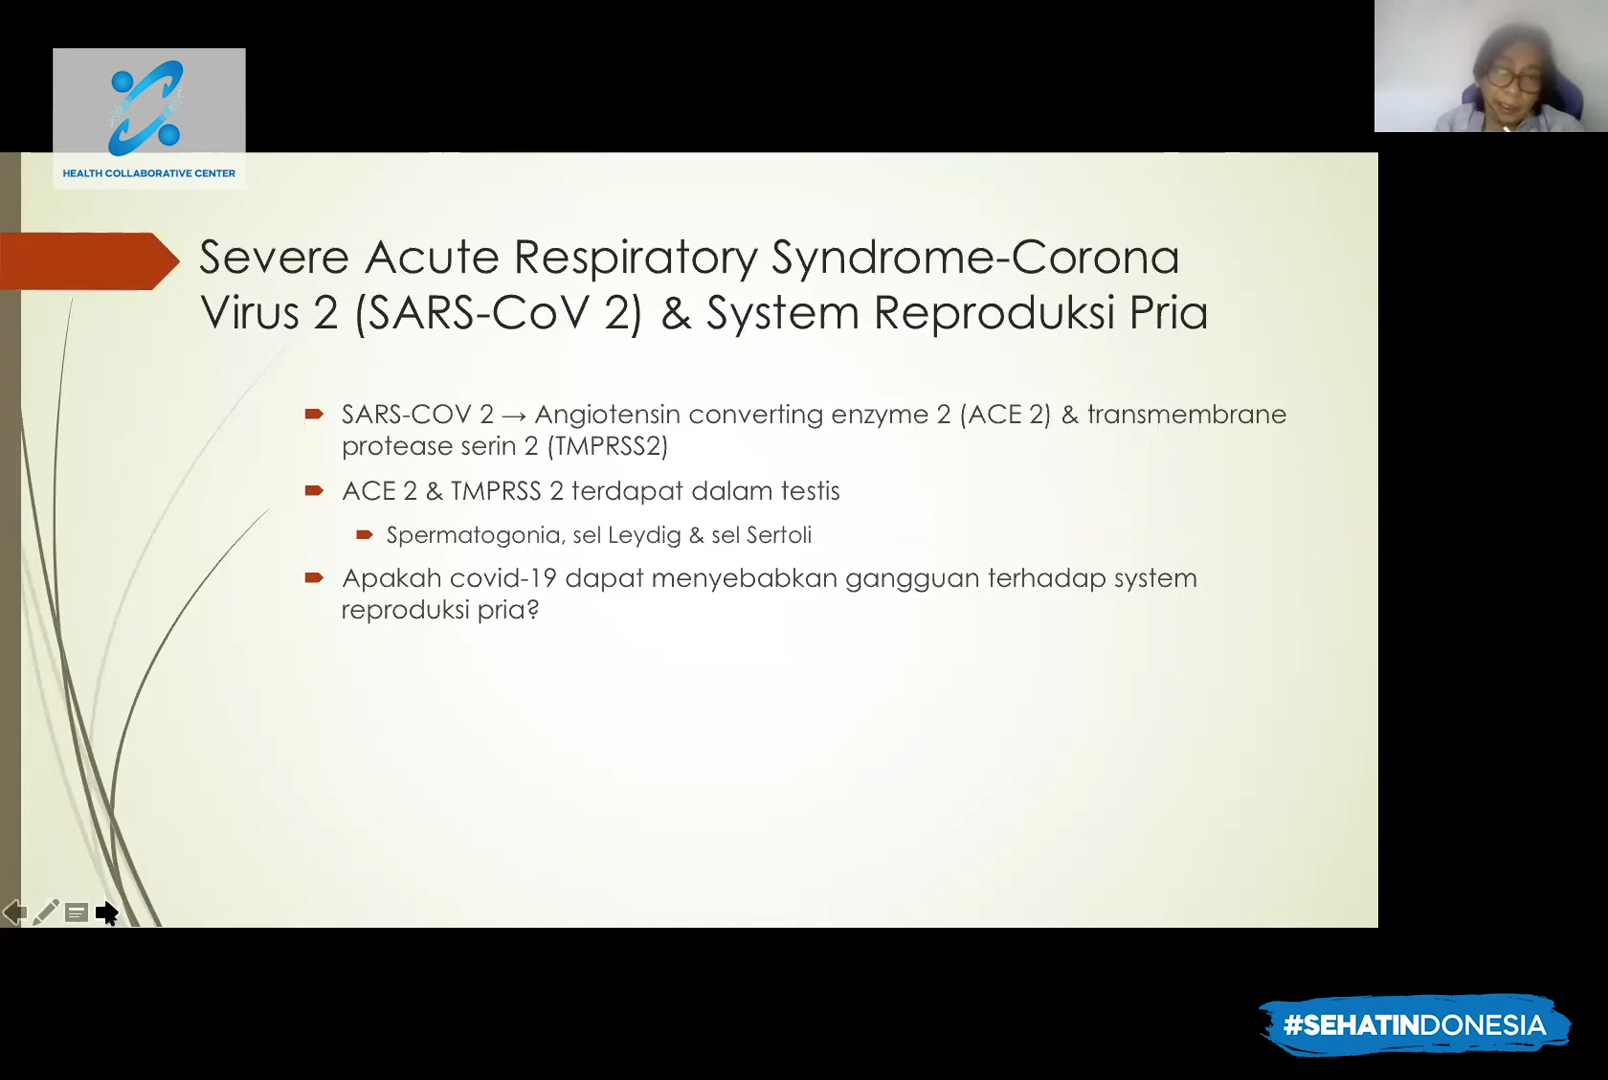 HEALTH COLLABORATIVE CENTER
Severe Acute Respiratory Syndrome-Corona
Virus 2 (SARS-CoV 2) & System Reproduksi Pria
SARS-COV 2 → Angiotensin converting enzyme 2 (ACE 2) & transmembrane
protease serin 2 (TMPRSS2)
ACE 2 & TMPRSS 2 terdapat dalam testis
Spermatogonia, sel Leydig & sel Sertoli
Apakah covid-19 dapat menyebabkan gangguan terhadap system
reproduksi pria?
#SEHATINDONESIA